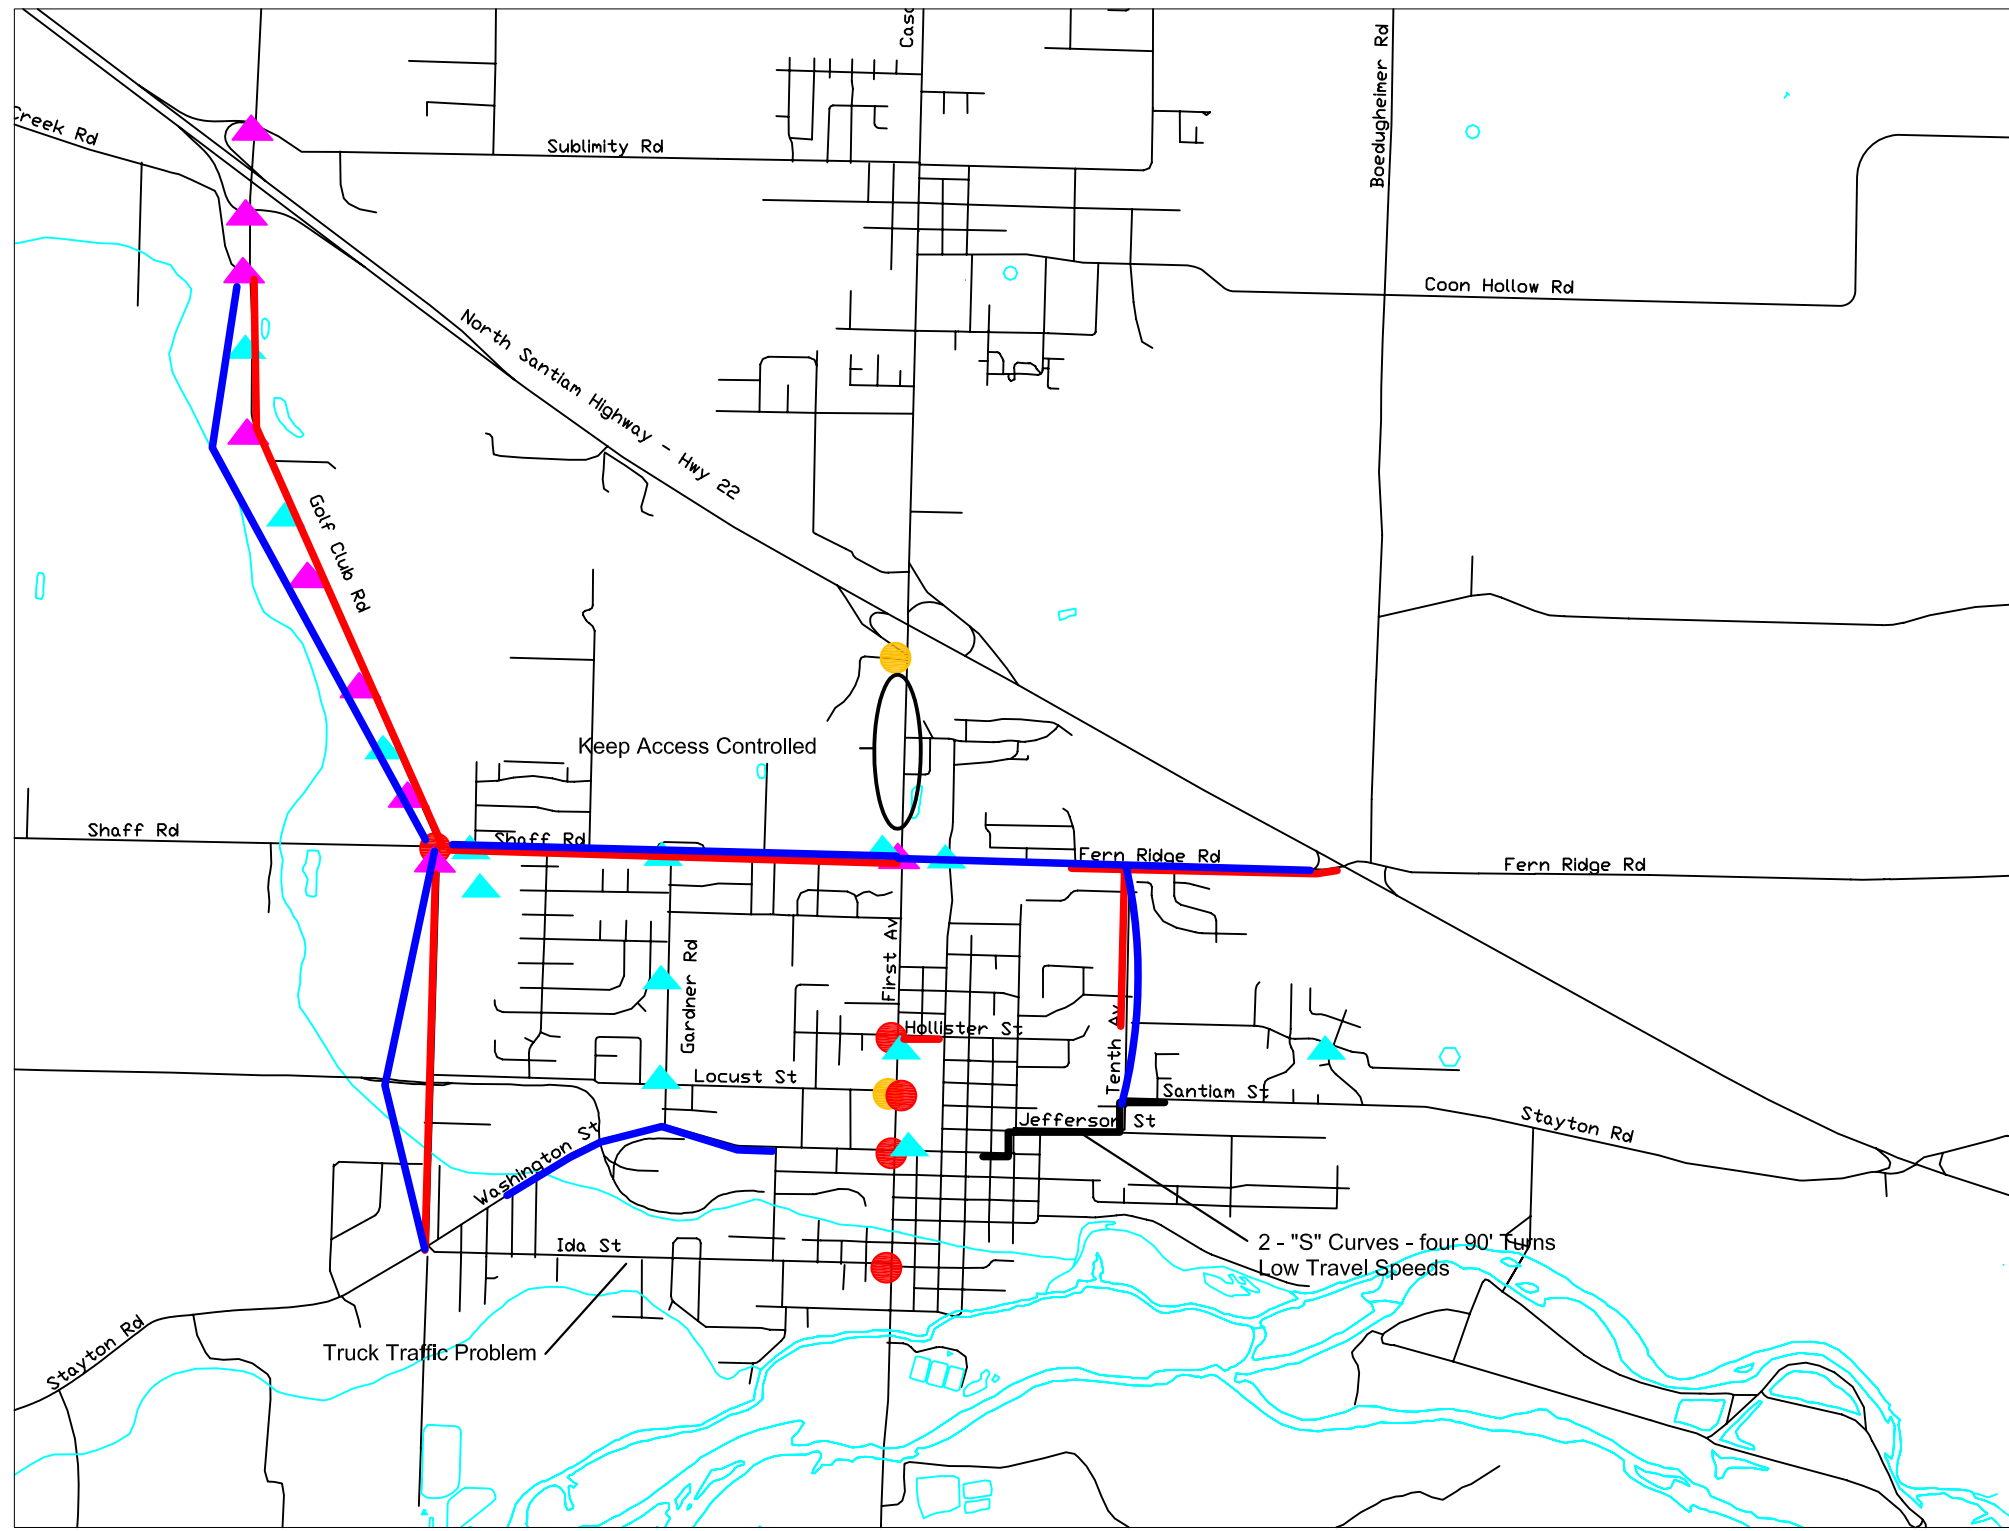 Casc
Boedugheimer Rd
Creek Rd
Sublimity Rd
Coon Hollow Rd
North Santiam Highway - Hwy 22
Golf Club Rd
Keep Access Controlled
Shaff Rd
Shaff Rd
Fern Ridge Rd
Fern Ridge Rd
First Av
Gardner Rd
Hollister St
Tenth Av
Locust St
Santiam St
Jefferson St
Stayton Rd
Washington St
Ida St
2 - "S" Curves - four 90' Turns
Low Travel Speeds
Truck Traffic Problem
Stayton Rd